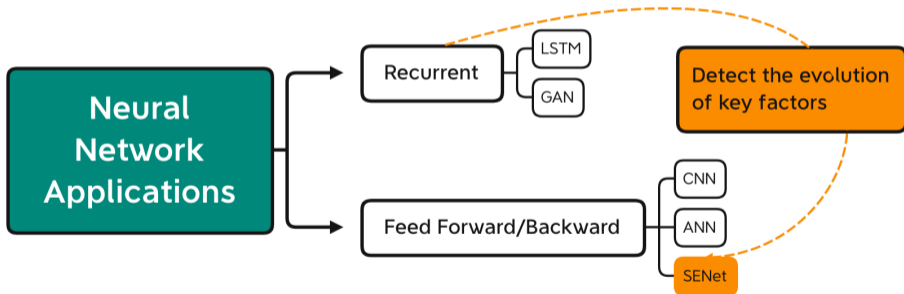 Neural
Network
Applications
Recurrent
LSTM
GAN
Detect the evolution
of key factors
Feed Forward/Backward
CNN
ANN
SENet